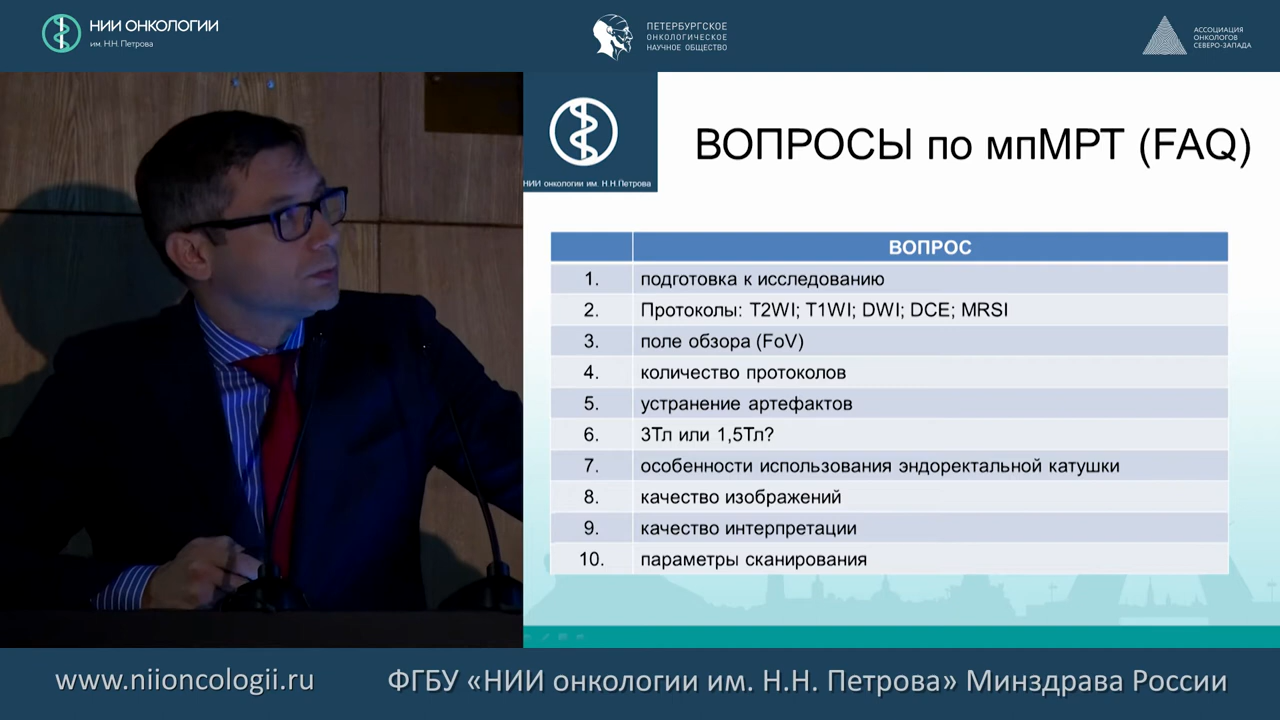 НИИ ОНКОЛОГИИ
им. Н.Н. Петрова
ПЕТЕРБУРГСКОЕ
ОНКОЛОГИЧЕСКОЕ
НАУЧНОЕ ОБЩЕСТВО
АССОЦИАЦИЯ
ОНКОЛОГОВ
СЕВЕРО-ЗАПАДА
НИИ онкологии им. Н.Н.Петрова
ВОПРОСЫ по мпМРТ (FAQ)
ВОПРОС
1. подготовка к исследованию
2. Протоколы: T2WI; T1WI; DWI; DCE; MRSI
3. поле обзора (FoV)
4. количество протоколов
5. устранение артефактов
6. 3Тл или 1,5Тл?
7. особенности использования эндоректальной катушки
8. качество изображений
9. качество интерпретации
10. параметры сканирования
www.niioncologii.ru
ФГБУ «НИИ онкологии им. Н.Н. Петрова» Минздрава России